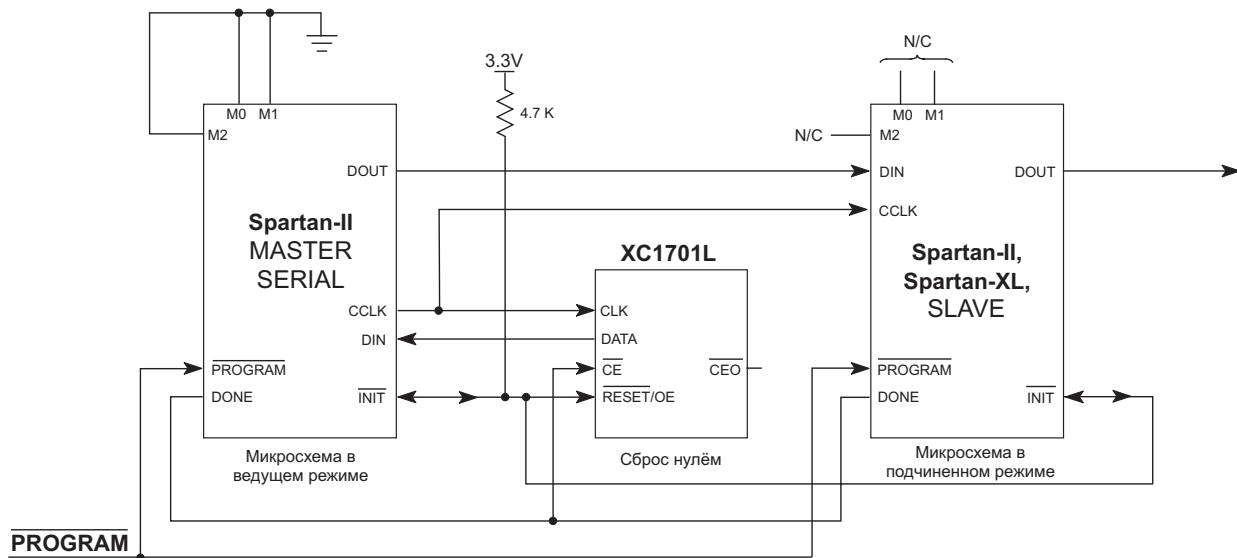 N/C
3.3V
M0 M1
4.7 K
M0 M1
M2
N/C
M2
DOUT
DIN
DOUT
CCLK
Spartan-II
MASTER
SERIAL
XC1701L
Spartan-II,
Spartan-XL,
SLAVE
CCLK
CLK
DIN
DATA
PROGRAM
CE
CEO
PROGRAM
DONE
INIT
RESET/OE
DONE
INIT
Микросхема в
ведущем режиме
Сброс нулём
Микросхема в
подчиненном режиме
PROGRAM